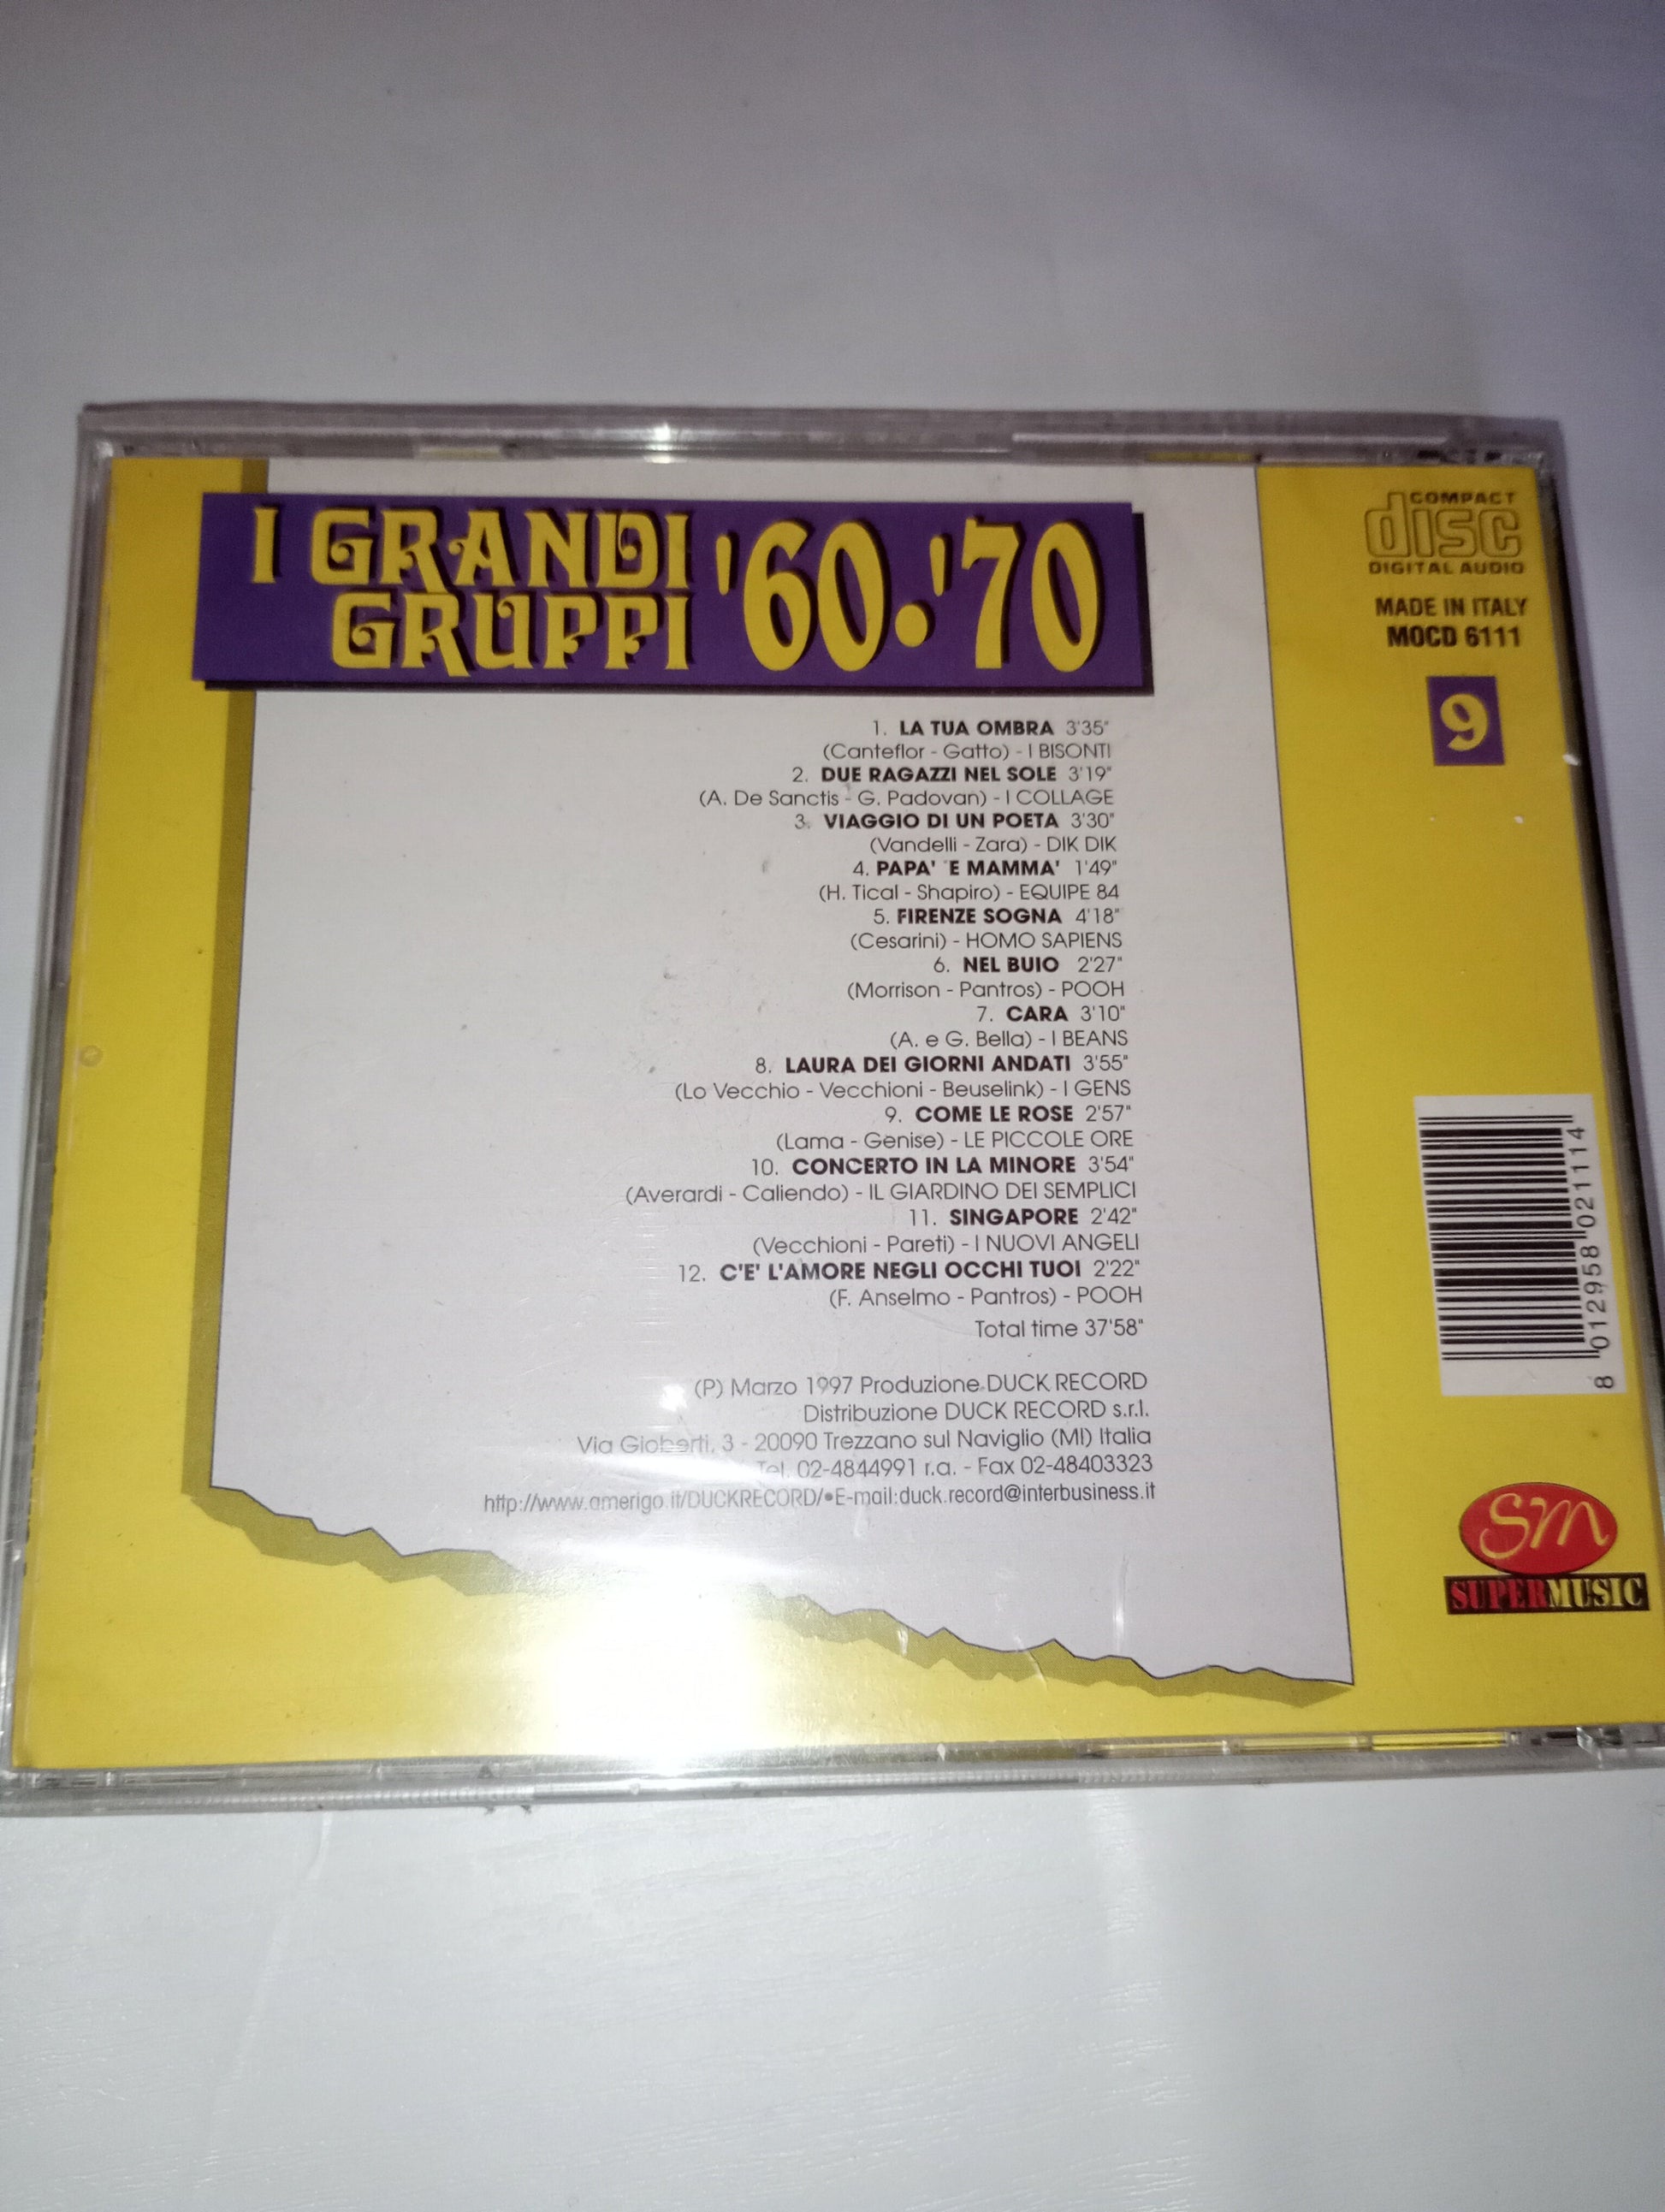 I GRANDI
GRUPPI
'60•'70
1. LA TUA OMBRA 3'35"
(Canteflor - Gatto) - I BISONTI
2. DUE RAGAZZI NEL SOLE 3'19"
(A. De Sanctis - G. Padovan) - I COLLAGE
3. VIAGGIO DI UN POETA 3'30"
(Vandelli - Zara) - DIK DIK
4. PAPA' E MAMMA' 1'49"
(H. Tical - Shapiro) - EQUIPE 84
5. FIRENZE SOGNA 4'18"
(Cesarini) - HOMO SAPIENS
6. NEL BUIO 2'27"
(Morrison - Pantros) - POOH
7. CARA 3'10"
(A. e G. Bella) - I BEANS
8. LAURA DEI GIORNI ANDATI 3'55"
(Lo Vecchio - Vecchioni - Beuselink) - I GENS
9. COME LE ROSE 2'57"
(Lama - Genise) - LE PICCOLE ORE
10. CONCERTO IN LA MINORE 3'54"
(Averardi - Caliendo) - IL GIARDINO DEI SEMPLICI
11. SINGAPORE 2'42"
(Vecchioni - Pareti) - I NUOVI ANGELI
12. C'E' L'AMORE NEGLI OCCHI TUOI 2'22"
(F. Anselmo - Pantros) - POOH
Total time 37'58"
(P) Marzo 1997 Produzione DUCK RECORD
Distribuzione DUCK RECORD s.r.l.
Via Gioberti, 3 - 20090 Trezzano sul Naviglio (MI) Italia
Tel. 02-4844991 r.a. - Fax 02-48403323
http://www.amerigo.it/DUCKRECORD/•E-mail:duck.record@interbusiness.it
COMPACT
disc
DIGITAL AUDIO
MADE IN ITALY
MOCD 6111
9
8 012958 021114
SM
SUPERMUSIC